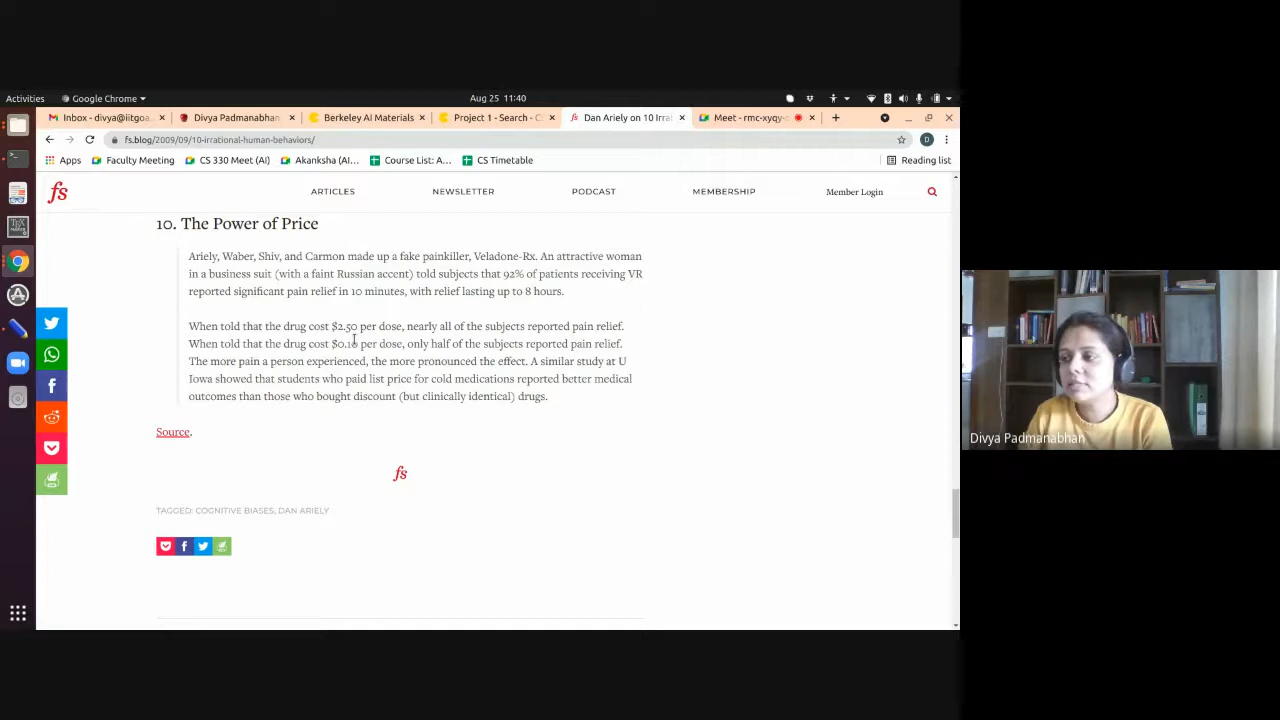 Activities Google Chrome Aug 25 11:40
Inbox - divya@iitgoa. Divya Padmanabhan Berkeley AI Materials Project 1 - Search - CS Dan Ariely on 10 Irra Meet - rmc-xyqy-
fs.blog/2009/09/10-irrational-human-behaviors/ D
Apps Faculty Meeting CS 330 Meet (AI) Akanksha (AI... Course List: A... CS Timetable Reading list
fs ARTICLES NEWSLETTER PODCAST MEMBERSHIP Member Login
10. The Power of Price
Ariely, Waber, Shiv, and Carmon made up a fake painkiller, Veladone-Rx. An attractive woman
in a business suit (with a faint Russian accent) told subjects that 92% of patients receiving VR
reported significant pain relief in 10 minutes, with relief lasting up to 8 hours.
When told that the drug cost $2.50 per dose, nearly all of the subjects reported pain relief.
When told that the drug cost $0.10 per dose, only half of the subjects reported pain relief.
The more pain a person experienced, the more pronounced the effect. A similar study at U
Iowa showed that students who paid list price for cold medications reported better medical
outcomes than those who bought discount (but clinically identical) drugs.
Source.
fs
TAGGED: COGNITIVE BIASES, DAN ARIELY
Divya Padmanabhan